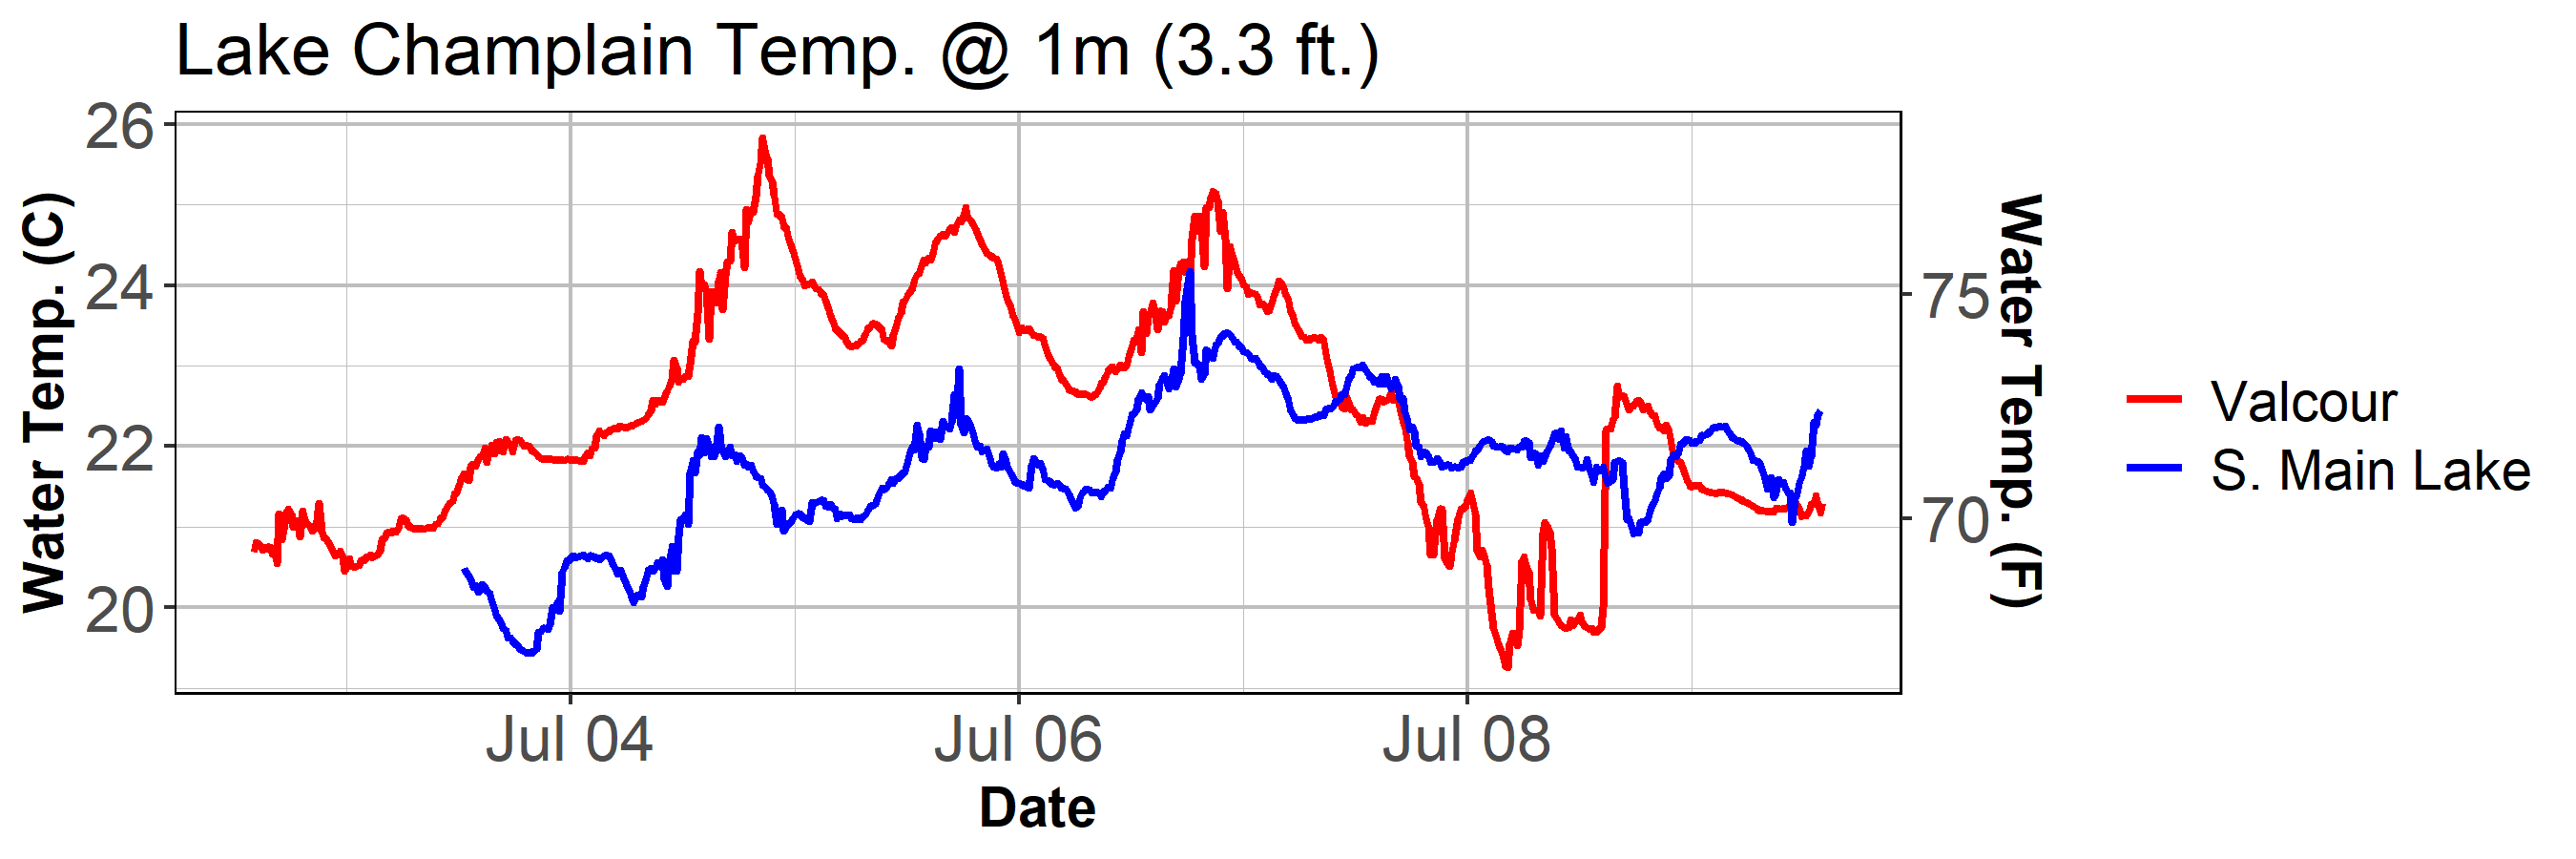 Lake Champlain Temp. @ 1m (3.3 ft.)
Water Temp. (C)
26
24
22
20
Jul 04
Jul 06
Jul 08
Date
75
70
Water Temp. (F)
Valcour
S. Main Lake